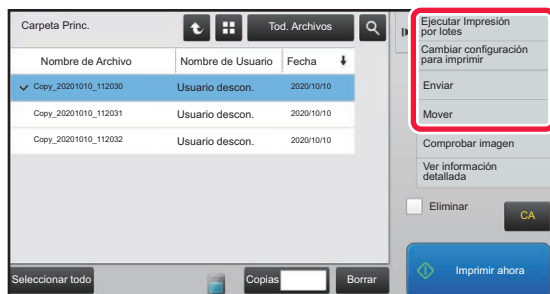 Carpeta Princ.
Tod. Archivos
Nombre de Archivo
Nombre de Usuario
Fecha
Copy_20201010_112030
Usuario descon.
2020/10/10
Copy_20201010_112031
Usuario descon.
2020/10/10
Copy_20201010_112032
Usuario descon.
2020/10/10
Seleccionar todo
Copias
Borrar
Ejecutar Impresión
por lotes
Cambiar configuración
para imprimir
Enviar
Mover
Comprobar imagen
Ver información
detallada
Eliminar
CA
Imprimir ahora